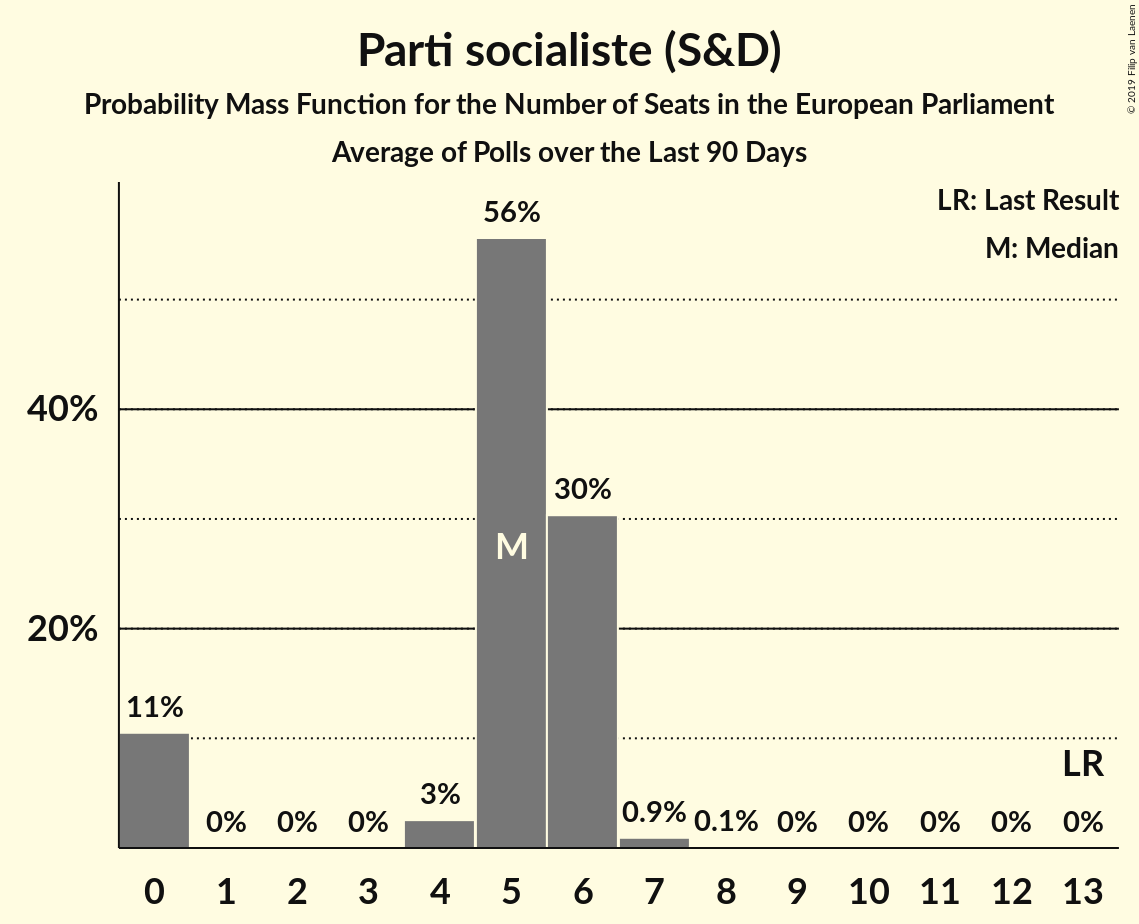 Parti socialiste (S&D)
Probability Mass Function for the Number of Seats in the European Parliament
Average of Polls over the Last 90 Days
© 2019 Filip van Laenen
LR: Last Result
M: Median
56%
40%
30%
M
20%
11%
LR
3%
0% 0% 0% 0.9% 0.1% 0% 0% 0% 0% 0%
0 1 2 3 4 5 6 7 8 9 10 11 12 13